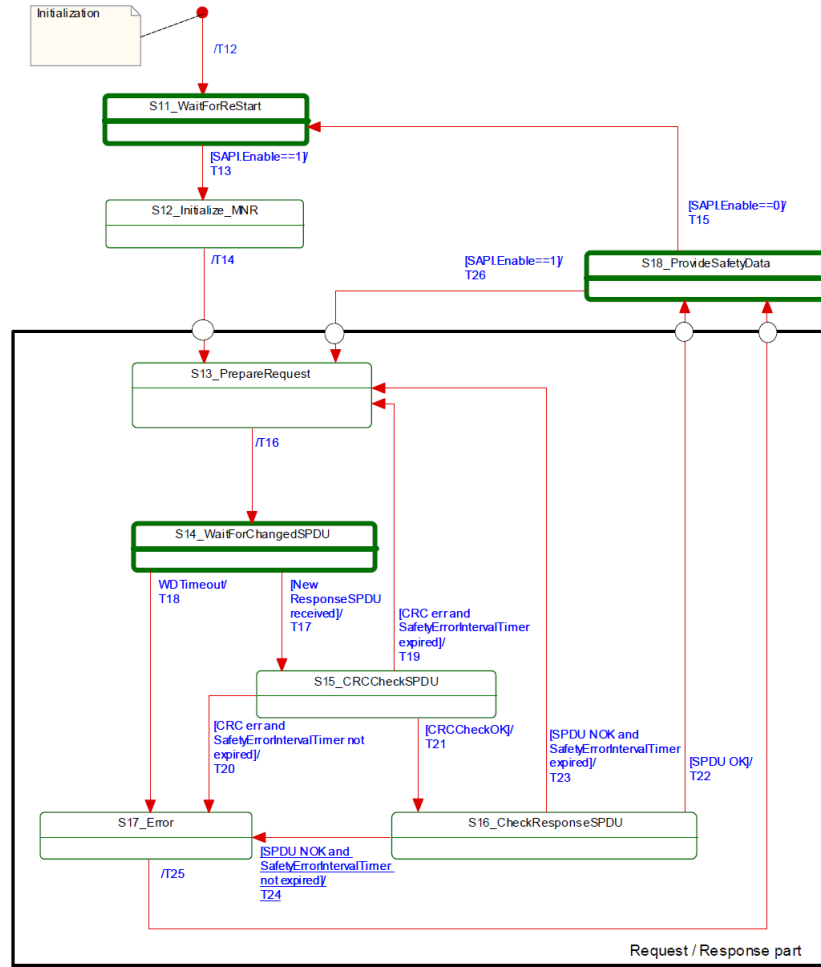 Initialization
/T12
S11_WaitForReStart
[SAPI.Enable==1]/
T13
S12_Initialize_MNR
/T14
[SAPI.Enable==0]/
T15
[SAPI.Enable==1]/
T26
S18_ProvideSafetyData
S13_PrepareRequest
/T16
S14_WaitForChangedSPDU
WDTimeout/
T18
[New
ResponseSPDU
received]/
T17
[CRC err and
SafetyErrorIntervalTimer
expired]/
T19
S15_CRCCheckSPDU
[CRC err and
SafetyErrorIntervalTimer not
expired]/
T20
[CRCCheckOK]/
T21
[SPDU NOK and
SafetyErrorIntervalTimer
expired]/
T23
[SPDU OK]/
T22
S17_Error
S16_CheckResponseSPDU
[SPDU NOK and
SafetyErrorIntervalTimer
not expired]/
T24
/T25
Request / Response part